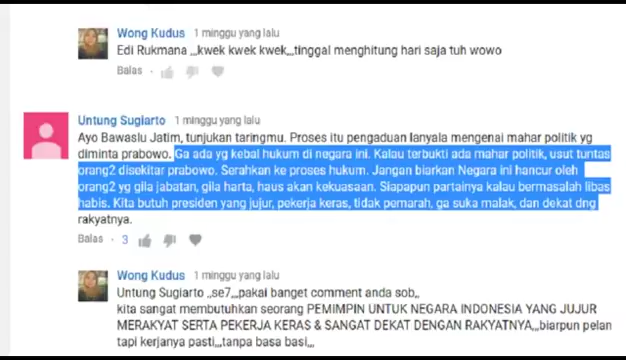 Wong Kudus 1 minggu yang lalu
Edi Rukmana ,,,kwek kwek kwek,,,tinggal menghitung hari saja tuh wowo
Balas
Untung Sugiarto 1 minggu yang lalu
Ayo Bawaslu Jatim, tunjukan taringmu. Proses itu pengaduan lanyala mengenai mahar politik yg
diminta prabowo. Ga ada yg kebal hukum di negara ini. Kalau terbukti ada mahar politik, usut tuntas
orang2 disekitar prabowo. Serahkan ke proses hukum. Jangan biarkan Negara ini hancur oleh
orang2 yg gila jabatan, gila harta, haus akan kekuasaan. Siapapun partainya kalau bermasalah libas
habis. Kita butuh presiden yang jujur, pekerja keras, tidak pemarah, ga suka malak, dan dekat dng
rakyatnya.
Balas 3
Wong Kudus 1 minggu yang lalu
Untung Sugiarto ,,se7,,,pakai banget comment anda sob,,
kita sangat membutuhkan seorang PEMIMPIN UNTUK NEGARA INDONESIA YANG JUJUR
MERAKYAT SERTA PEKERJA KERAS & SANGAT DEKAT DENGAN RAKYATNYA,,,biarpun pelan
tapi kerjanya pasti,,,tanpa basa basi,,,